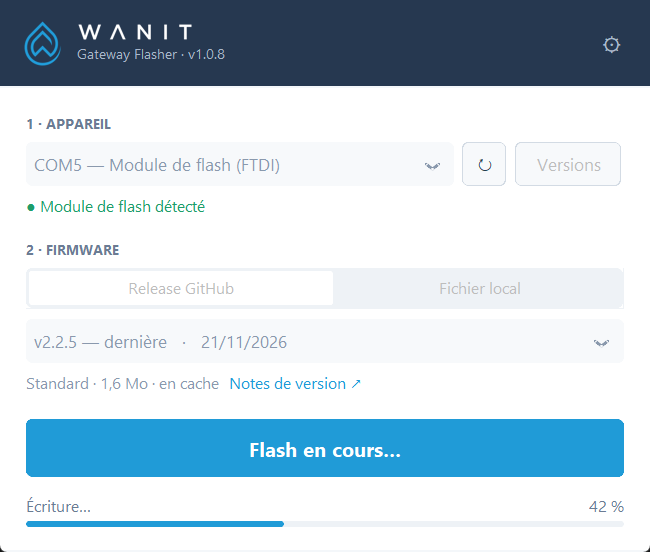 WANIT
Gateway Flasher · v1.0.8
1 · APPAREIL
COM5 — Module de flash (FTDI)
Versions
● Module de flash détecté
2 · FIRMWARE
Release GitHub
Fichier local
v2.2.5 — dernière · 21/11/2026
Standard · 1,6 Mo · en cache Notes de version ↗
Flash en cours...
Écriture... 42 %